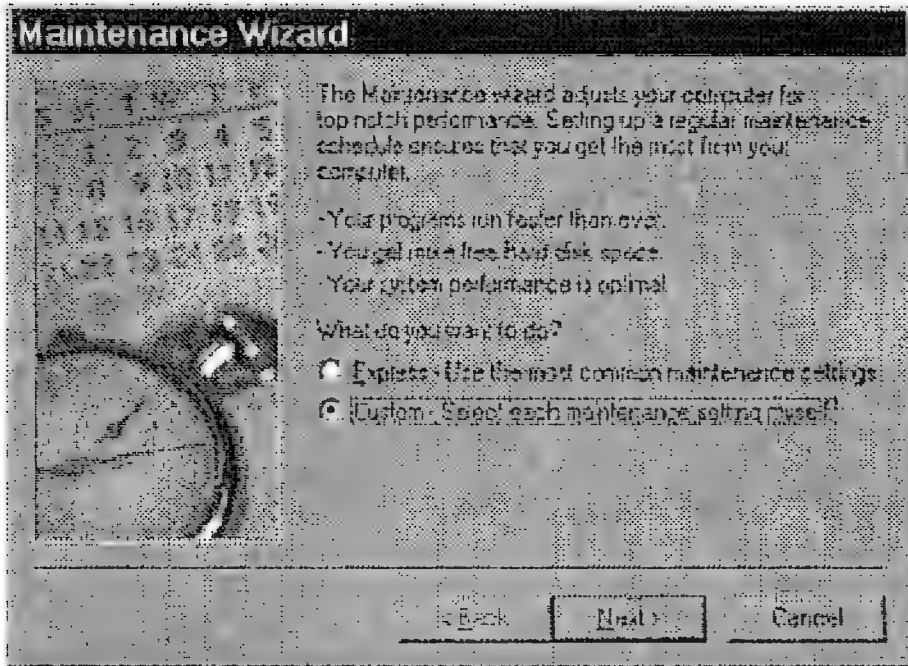 Maintenance Wizard
The Maintenance wizard adjusts your computer for
top notch performance. Setting up a regular maintenance
schedule ensures that you get the most from your
computer.
- Your programs run faster than ever.
- You get more free hard disk space.
- Your system performance is optimal.
What do you want to do?
Express - Use the most common maintenance settings
Custom - Select each maintenance setting myself
< Back
Next >
Cancel